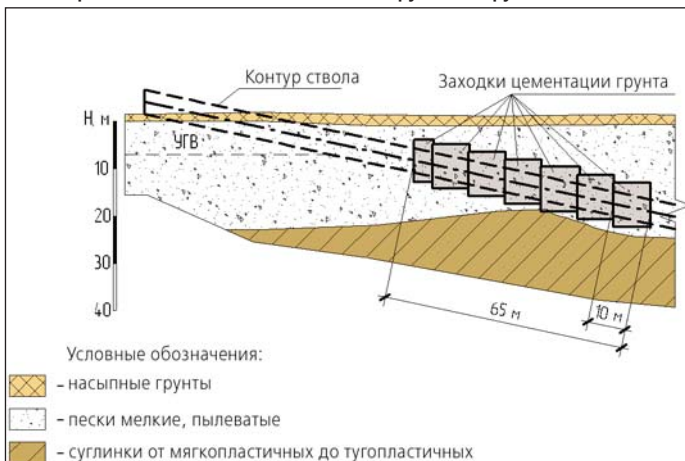 Контур ствола
Заходки цементации грунта
Н, м
УГВ
10
20
30
40
65 м
10 м
Условные обозначения:
– насыпные грунты
– пески мелкие, пылеватые
– суглинки от мягкопластичных до тугопластичных